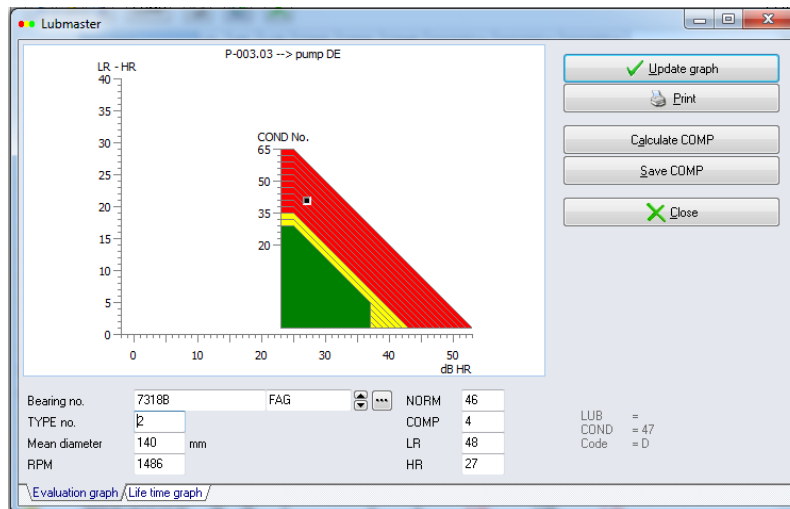 Lubmaster
P-003.03 --> pump DE
LR - HR
40
35
30
25
20
15
10
5
0
COND No.
65
50
35
20
0 10 20 30 40 50
dB HR
Update graph
Print
Calculate COMP
Save COMP
Close
Bearing no. 7318B FAG ... NORM 46
TYPE no. 2 COMP 4
Mean diameter 140 mm LR 48
RPM 1486 HR 27
LUB =
COND = 47
Code = D
Evaluation graph Life time graph